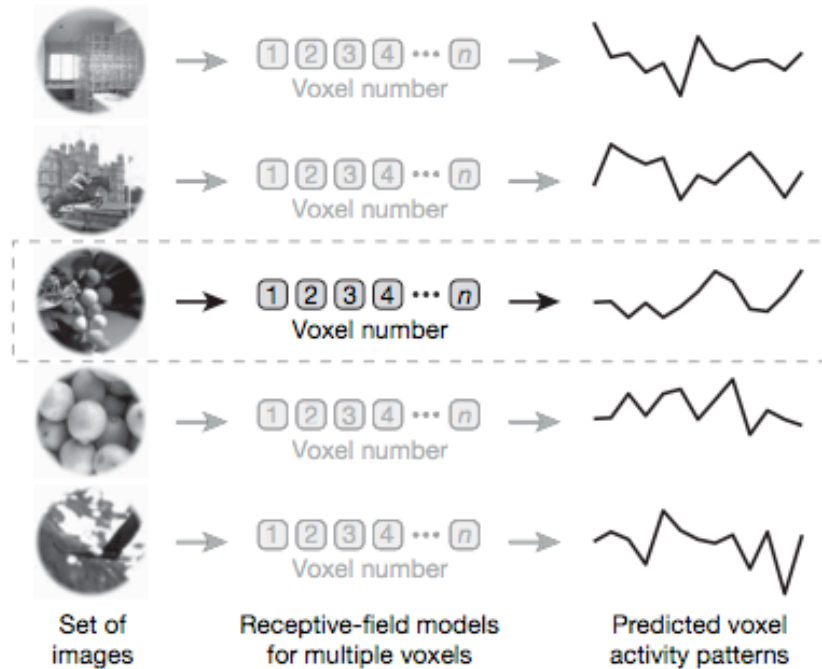 1 2 3 4 ••• n
Voxel number
1 2 3 4 ••• n
Voxel number
1 2 3 4 ••• n
Voxel number
1 2 3 4 ••• n
Voxel number
1 2 3 4 ••• n
Voxel number
Set of images
Receptive-field models for multiple voxels
Predicted voxel activity patterns